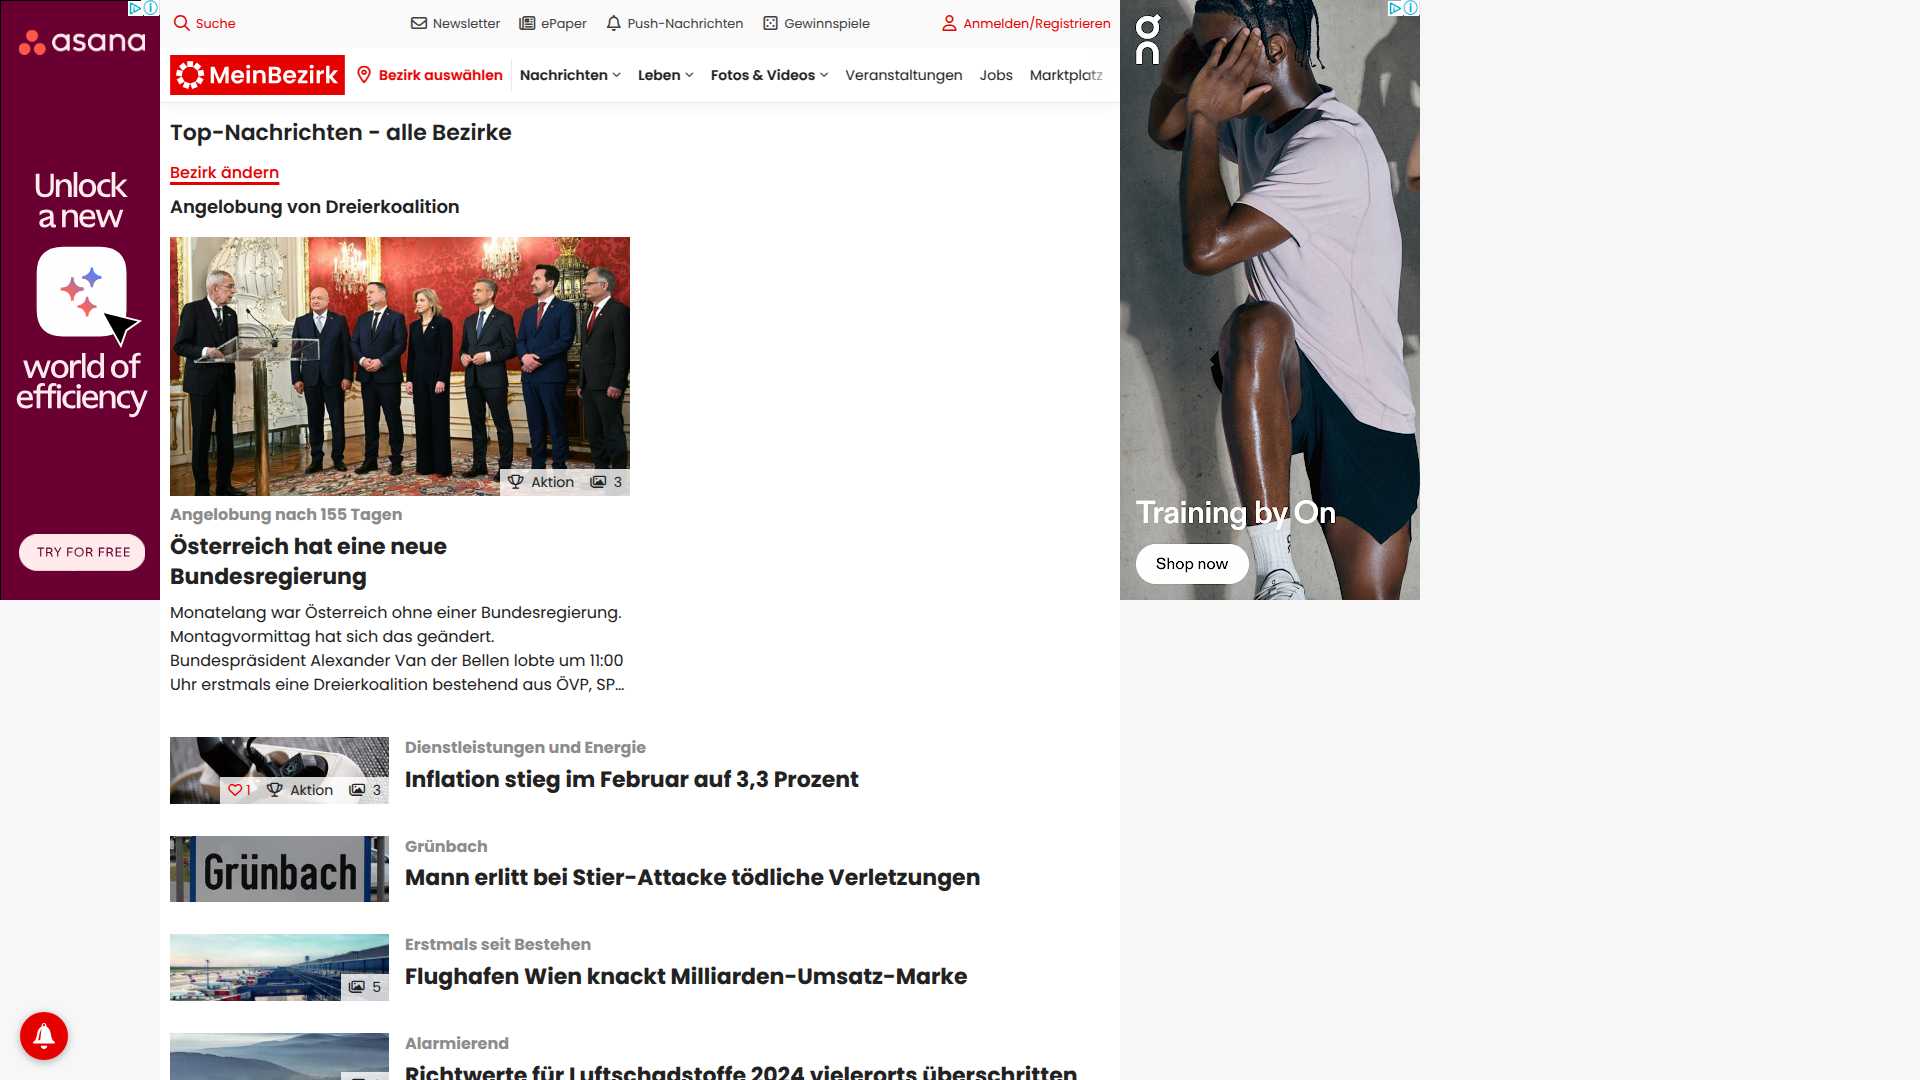 asana
Unlock
a new
world of
efficiency
TRY FOR FREE
Suche
Newsletter
ePaper
Push-Nachrichten
Gewinnspiele
Anmelden/Registrieren
MeinBezirk
Bezirk auswählen
Nachrichten
Leben
Fotos & Videos
Veranstaltungen
Jobs
Marktplatz
Top-Nachrichten - alle Bezirke
Bezirk ändern
Angelobung von Dreierkoalition
Aktion 3
Angelobung nach 155 Tagen
Österreich hat eine neue
Bundesregierung
Monatelang war Österreich ohne einer Bundesregierung.
Montagvormittag hat sich das geändert.
Bundespräsident Alexander Van der Bellen lobte um 11:00
Uhr erstmals eine Dreierkoalition bestehend aus ÖVP, SP...
1 Aktion 3
Dienstleistungen und Energie
Inflation stieg im Februar auf 3,3 Prozent
Grünbach
Grünbach
Mann erlitt bei Stier-Attacke tödliche Verletzungen
5
Erstmals seit Bestehen
Flughafen Wien knackt Milliarden-Umsatz-Marke
Alarmierend
Richtwerte für Luftschadstoffe 2024 vielerorts überschritten
On
Training by On
Shop now